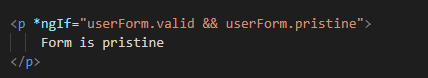 <p *ngIf="userForm.valid && userForm.pristine">
Form is pristine
</p>